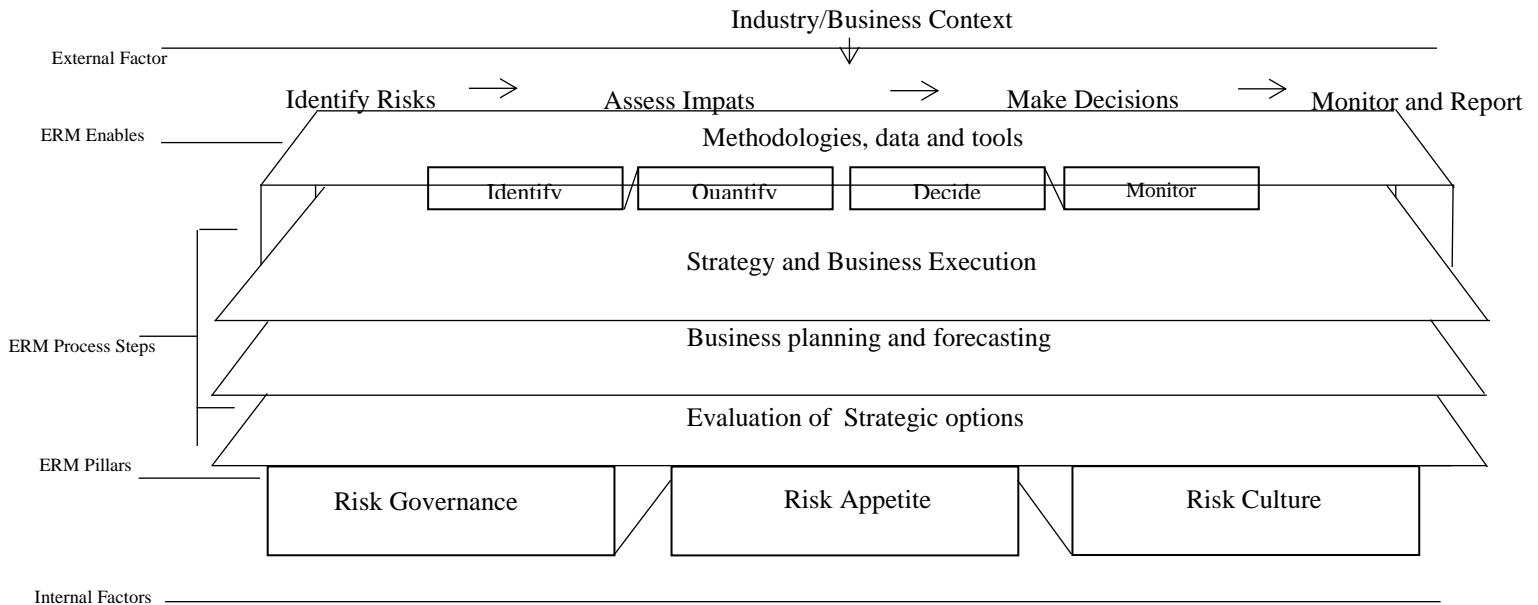 Industry/Business Context
External Factor
Identify Risks
Assess Impats
Make Decisions
Monitor and Report
ERM Enables
Methodologies, data and tools
Identify
Quantify
Decide
Monitor
Strategy and Business Execution
ERM Process Steps
Business planning and forecasting
Evaluation of Strategic options
ERM Pillars
Risk Governance
Risk Appetite
Risk Culture
Internal Factors